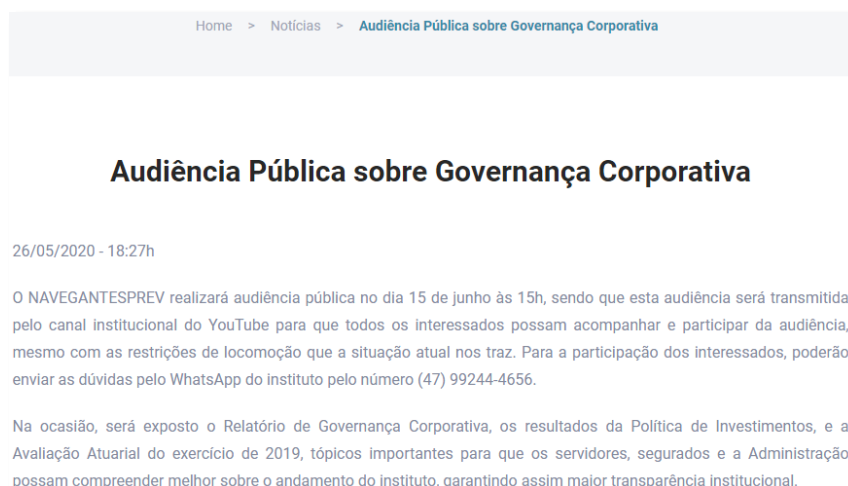 Home > Notícias > Audiência Pública sobre Governança Corporativa
Audiência Pública sobre Governança Corporativa
26/05/2020 - 18:27h
O NAVEGANTESPREV realizará audiência pública no dia 15 de junho às 15h, sendo que esta audiência será transmitida
pelo canal institucional do YouTube para que todos os interessados possam acompanhar e participar da audiência,
mesmo com as restrições de locomoção que a situação atual nos traz. Para a participação dos interessados, poderão
enviar as dúvidas pelo WhatsApp do instituto pelo número (47) 99244-4656.
Na ocasião, será exposto o Relatório de Governança Corporativa, os resultados da Política de Investimentos, e a
Avaliação Atuarial do exercício de 2019, tópicos importantes para que os servidores, segurados e a Administração
possam compreender melhor sobre o andamento do instituto, garantindo assim maior transparência institucional.